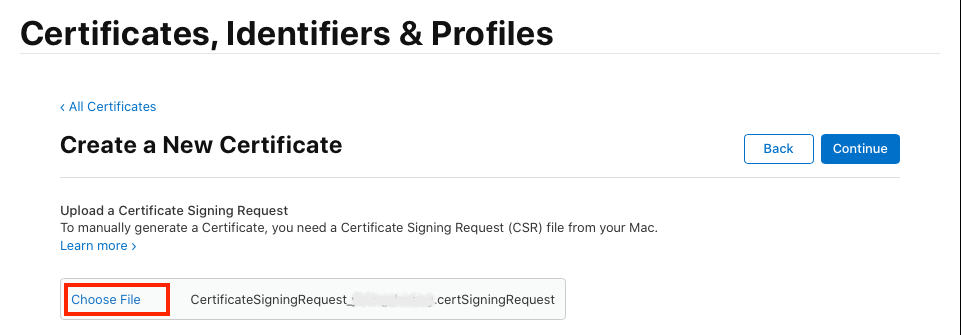 Certificates, Identifiers & Profiles
‹ All Certificates
Create a New Certificate
Back
Continue
Upload a Certificate Signing Request
To manually generate a Certificate, you need a Certificate Signing Request (CSR) file from your Mac.
Learn more ›
Choose File
CertificateSigningRequest_ .certSigningRequest